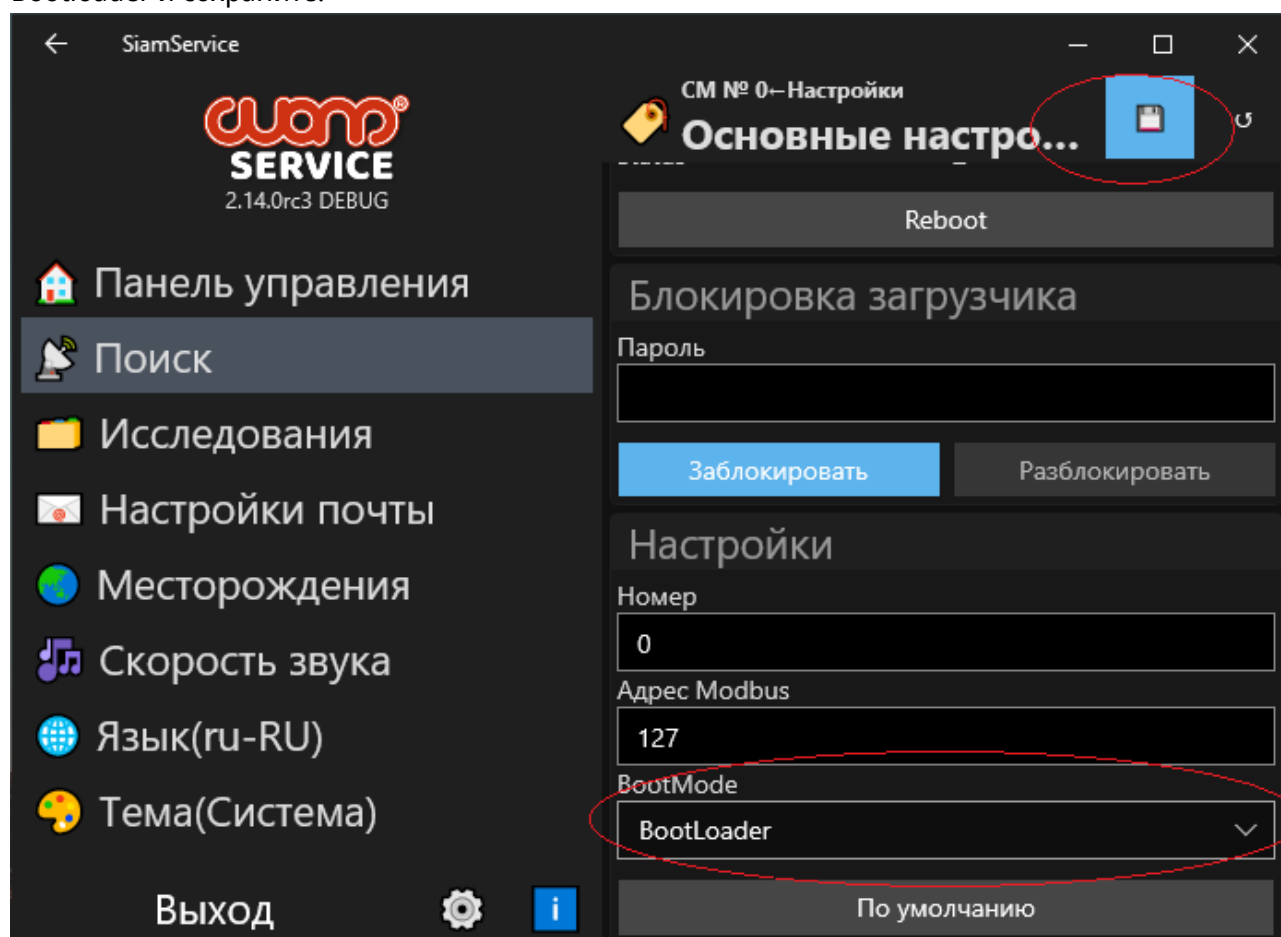 SiamService
СИАМ®
SERVICE
2.14.0rc3 DEBUG
Панель управления
Поиск
Исследования
Настройки почты
Месторождения
Скорость звука
Язык(ru-RU)
Тема(Система)
Выход
СМ № 0←Настройки
Основные настро...
Reboot
Блокировка загрузчика
Пароль
Заблокировать
Разблокировать
Настройки
Номер
0
Адрес Modbus
127
BootMode
BootLoader
По умолчанию